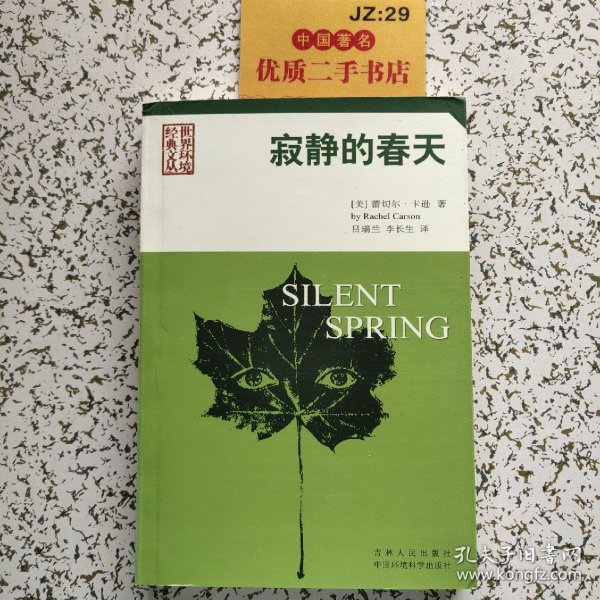 JZ:29
中国著名
优质二手书店
世界环境
经典文丛
寂静的春天
[美] 蕾切尔·卡逊 著
by Rachel Carson
吕瑞兰 李长生 译
SILENT
SPRING
吉林人民出版社
中国环境科学出版社
孔夫子旧书网
www.kongfz.com